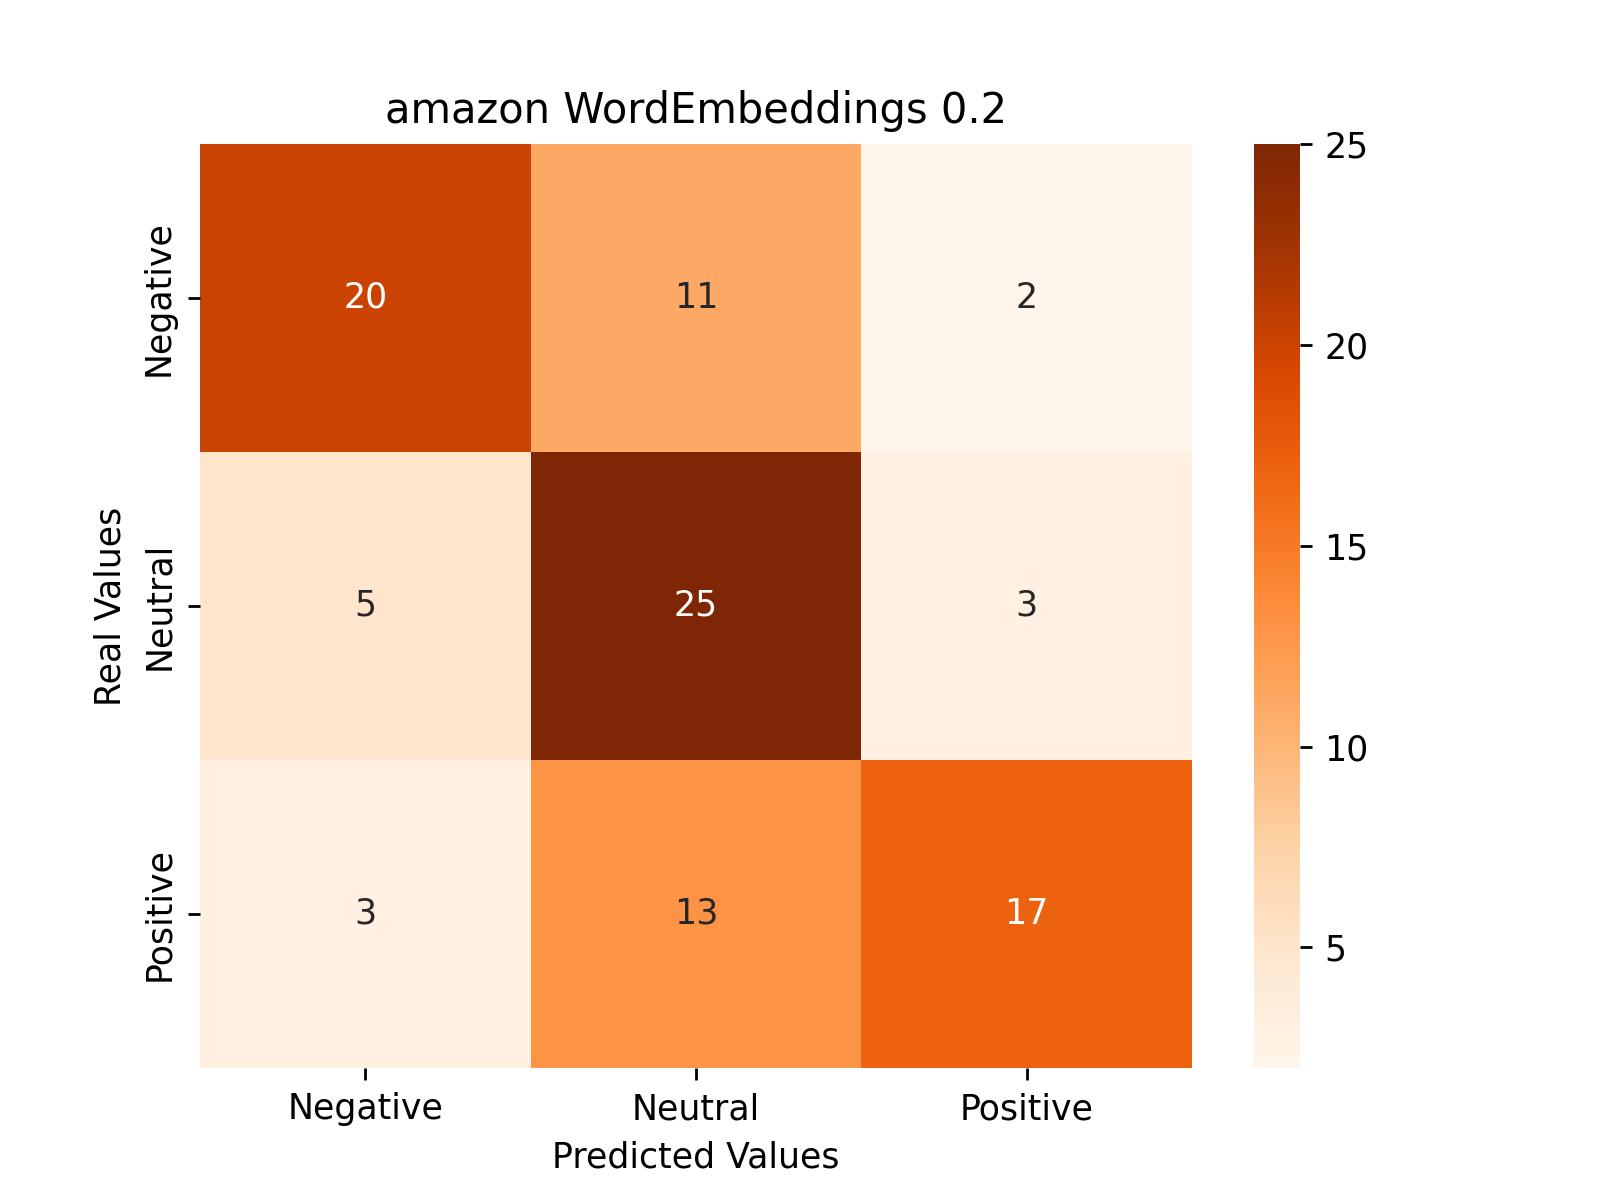 amazon WordEmbeddings 0.2
Real Values
Negative
20
11
2
Neutral
5
25
3
Positive
3
13
17
Negative
Neutral
Positive
Predicted Values
25
20
15
10
5